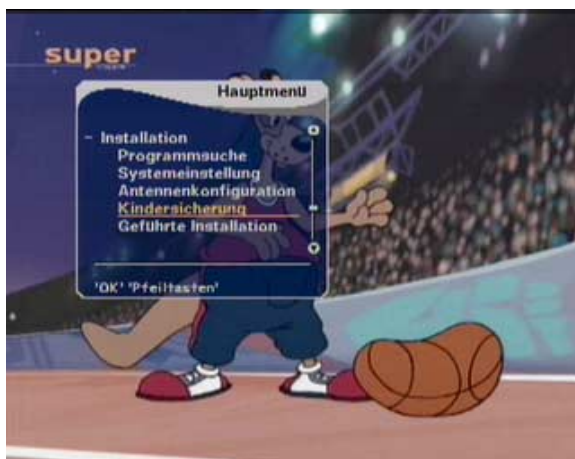 super
Hauptmenü
- Installation
Programmsuche
Systemeinstellung
Antennenkonfiguration
Kindersicherung
Geführte Installation
'OK' 'Pfeiltasten'